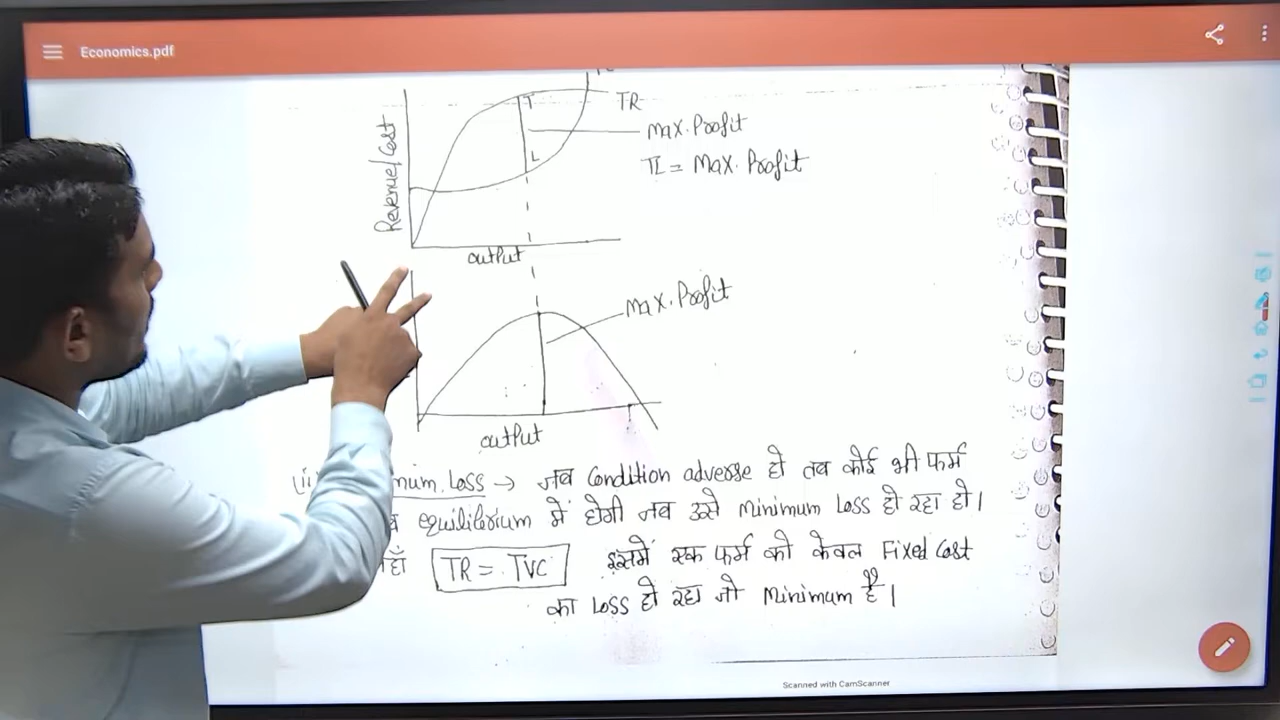 Economics.pdf
TR
Max. Profit
TL = Max. Profit
T
L
Revenue/Cost
output
Max. Profit
output
num. Loss → जब Condition adverse हो तब कोई भी फर्म
equilibrium में होगी जब उसे Minimum Loss हो रहा हो।
TR = TVC इसमें एक फर्म को केवल Fixed Cost
का Loss हो रहा जो Minimum है।
Scanned with CamScanner